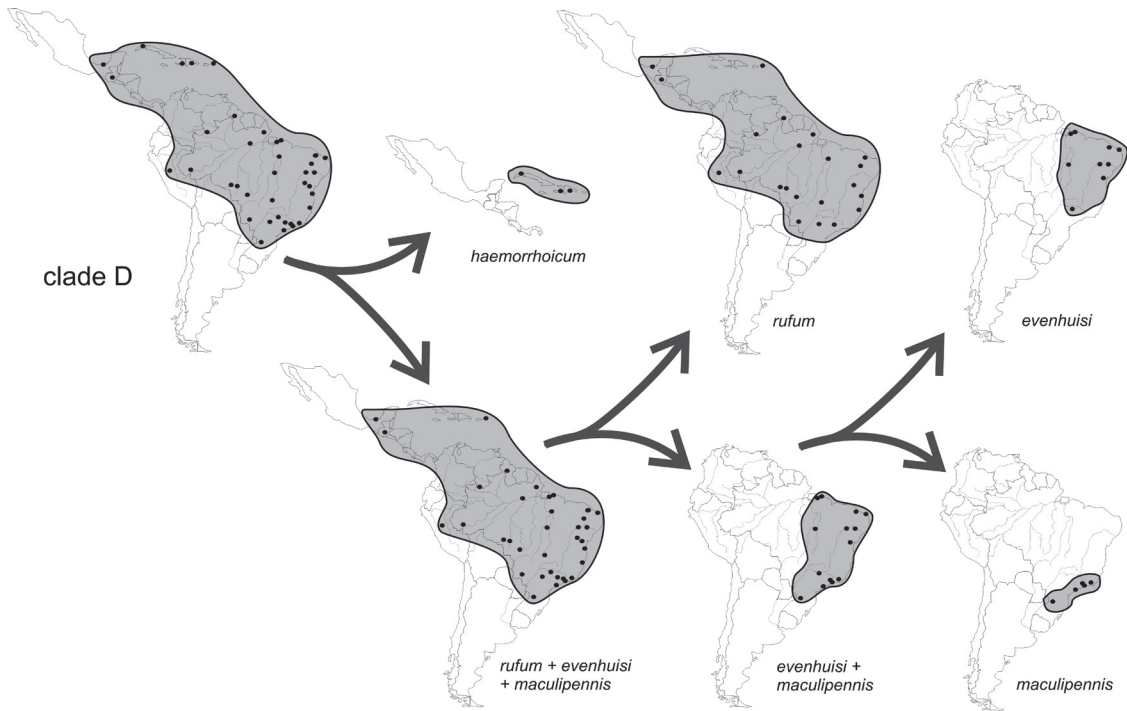 clade D
haemorrhoicum
rufum
evenhuisi
rufum + evenhuisi
+ maculipennis
evenhuisi +
maculipennis
maculipennis